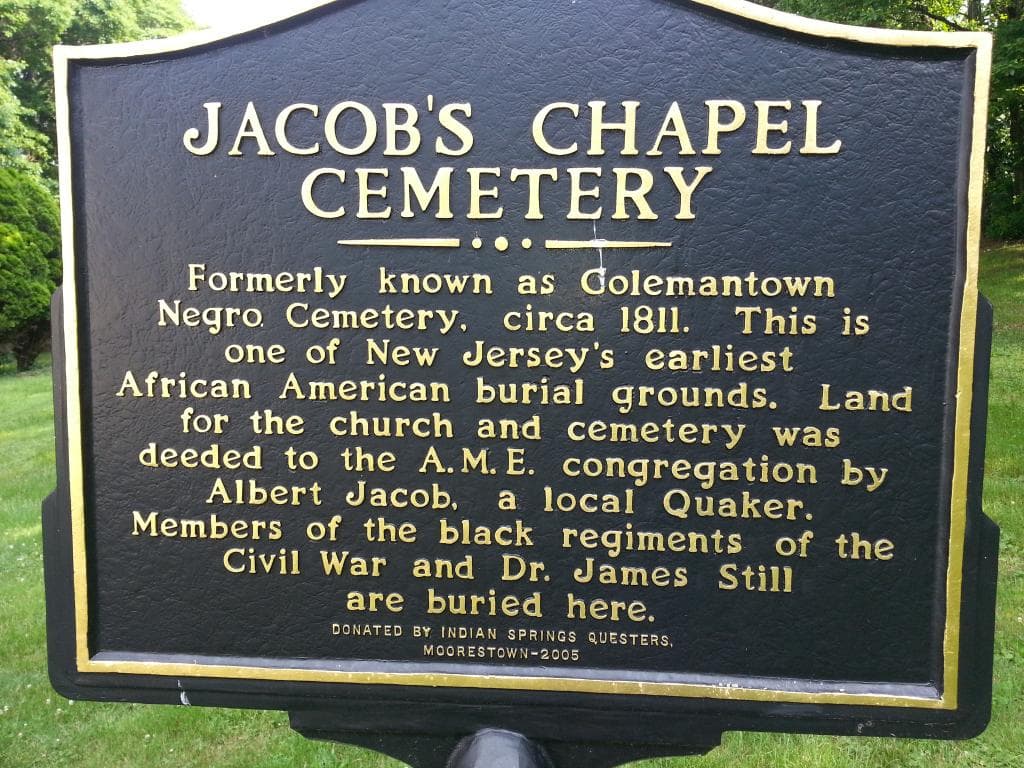 JACOB'S CHAPEL
CEMETERY
Formerly known as Colemantown
Negro Cemetery, circa 1811. This is
one of New Jersey's earliest
African American burial grounds. Land
for the church and cemetery was
deeded to the A.M.E. congregation by
Albert Jacob, a local Quaker.
Members of the black regiments of the
Civil War and Dr. James Still
are buried here.
DONATED BY INDIAN SPRINGS QUESTERS,
MOORESTOWN-2005